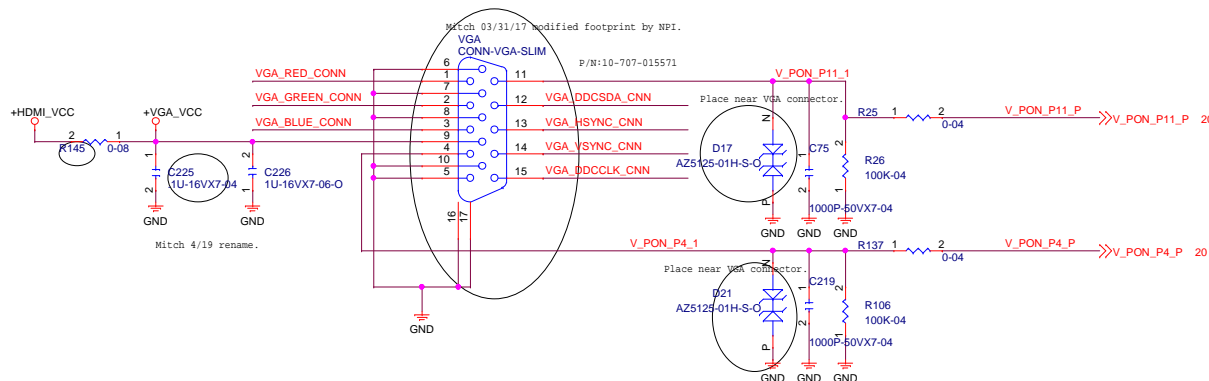 Mitch 03/31/17 modified footprint by NPI.
VGA
CONN-VGA-SLIM
P/N:10-707-015571
6
1
7
2
8
3
9
4
10
5
11
12
13
14
15
16
17
VGA_RED_CONN
VGA_GREEN_CONN
VGA_BLUE_CONN
V_PON_P11_1
VGA_DDCSDA_CNN
VGA_HSYNC_CNN
VGA_VSYNC_CNN
VGA_DDCCLK_CNN
+HDMI_VCC
+VGA_VCC
2
1
R145
0-08
1
C225
.1U-16VX7-04
2
GND
2
C226
1U-16VX7-06-O
1
GND
Mitch 4/19 rename.
GND
Place near VGA connector.
N
D17
AZ5125-01H-S-O
P
GND
1
C75
2
1000P-50VX7-04
GND
R25
1
2
0-04
V_PON_P11_P
V_PON_P11_P
20
2
R26
100K-04
1
GND
V_PON_P4_1
Place near VGA connector.
N
D21
AZ5125-01H-S-O
P
GND
1
C219
2
1000P-50VX7-04
GND
R137
1
2
0-04
V_PON_P4_P
V_PON_P4_P
20
2
R106
100K-04
1
GND